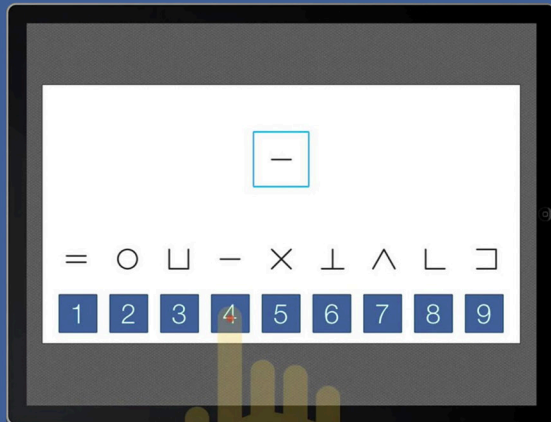 —
= ○ ⊔ — × ⊥ ∧ ∟ ⊐
1 2 3 4 5 6 7 8 9